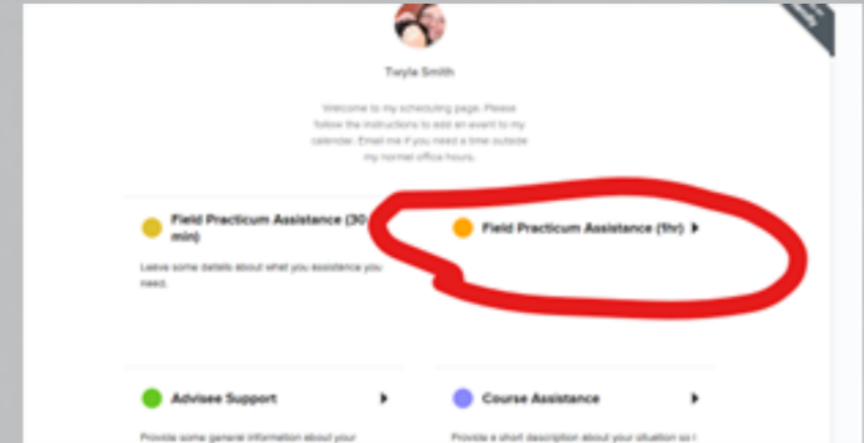 Twyla Smith
Welcome to my scheduling page. Please
follow the instructions to add an event to my
calendar. Email me if you need a time outside
my normal office hours.
Field Practicum Assistance (30
min)
Leave some details about what you assistance you
need.
Field Practicum Assistance (1hr)
Advisee Support
Provide some general information about your
Course Assistance
Provide a short description about your situation so I